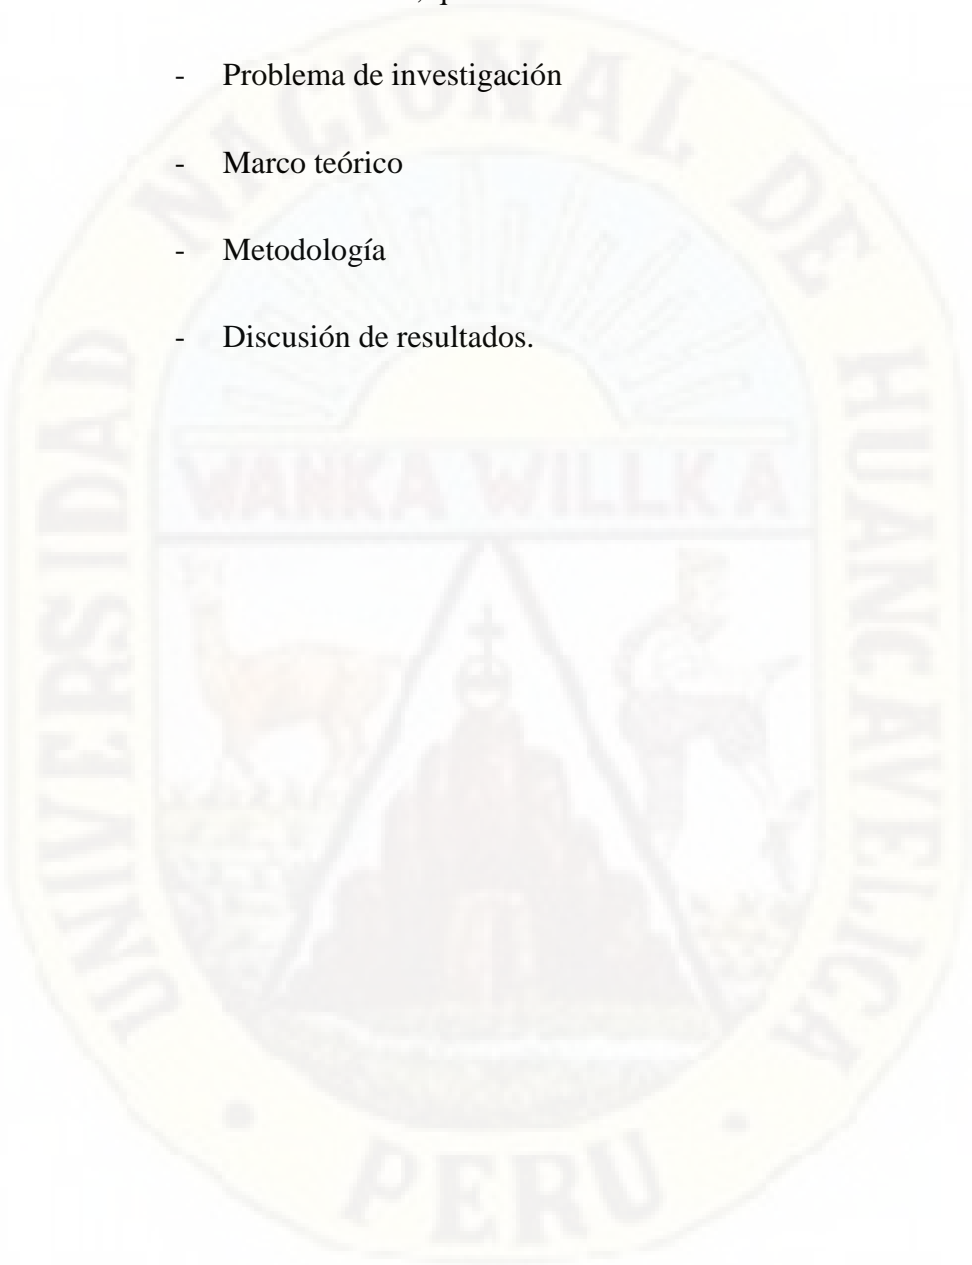 - Problema de investigación
- Marco teórico
- Metodología
- Discusión de resultados.
UNIVERSIDAD NACIONAL DE HUANCAVELICA
WANKA WILLKA
PERU